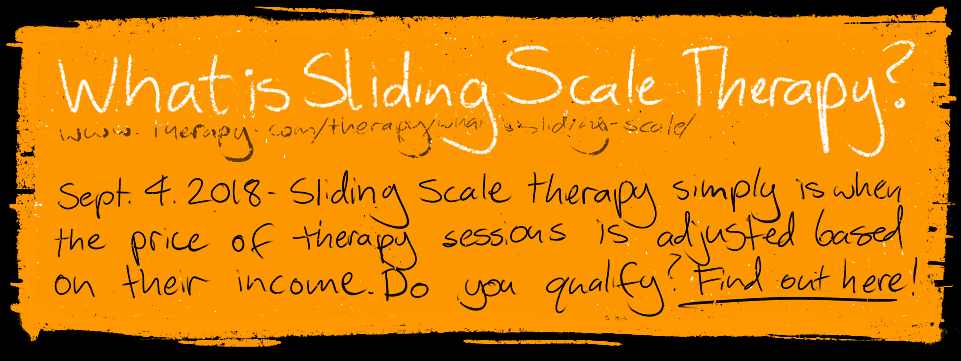 What is Sliding Scale Therapy?
www.therapy.com/therapy/what-is-sliding-scale/
Sept. 4. 2018- Sliding Scale therapy simply is when
the price of therapy sessions is adjusted based
on their income. Do you qualify? Find out here!